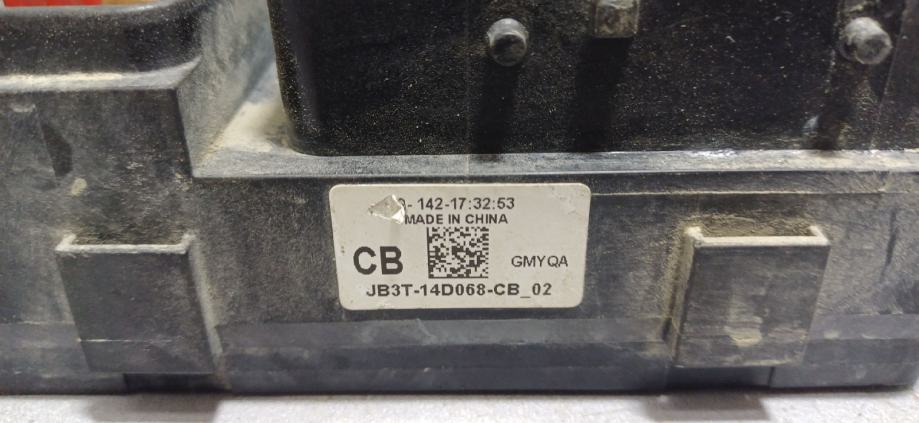 - 142-17:32:53
MADE IN CHINA
CB
GMYQA
JB3T-14D068-CB_02